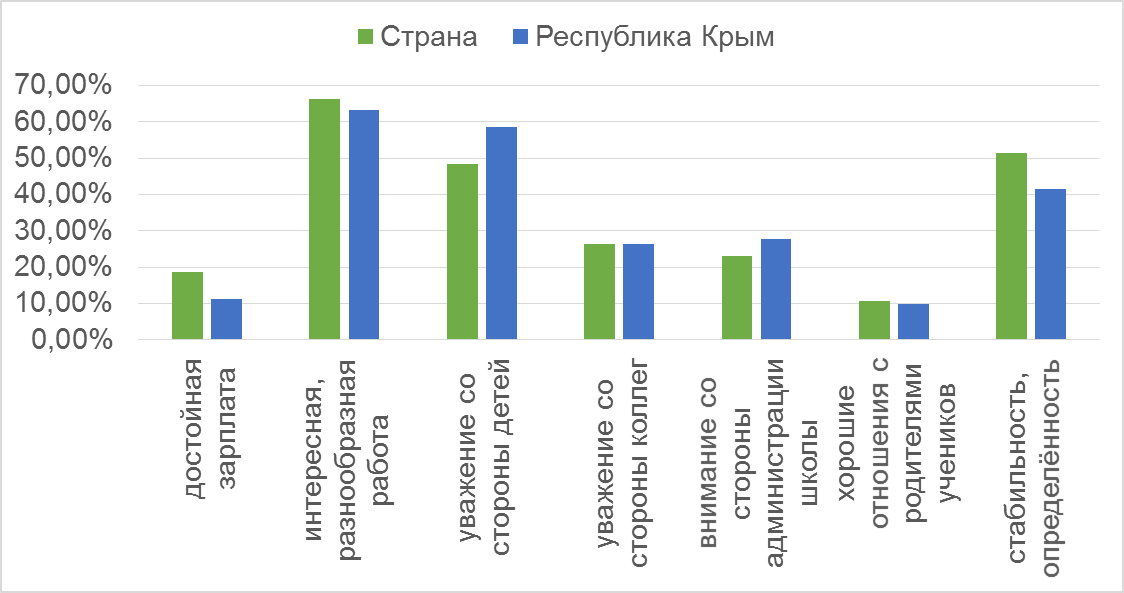 Страна Республика Крым
70,00%
60,00%
50,00%
40,00%
30,00%
20,00%
10,00%
0,00%
достойная
зарплата
интересная,
разнообразная
работа
уважение со
стороны детей
уважение со
стороны коллег
внимание со
стороны
администрации
школы
хорошие
отношения с
родителями
учеников
стабильность,
определённость